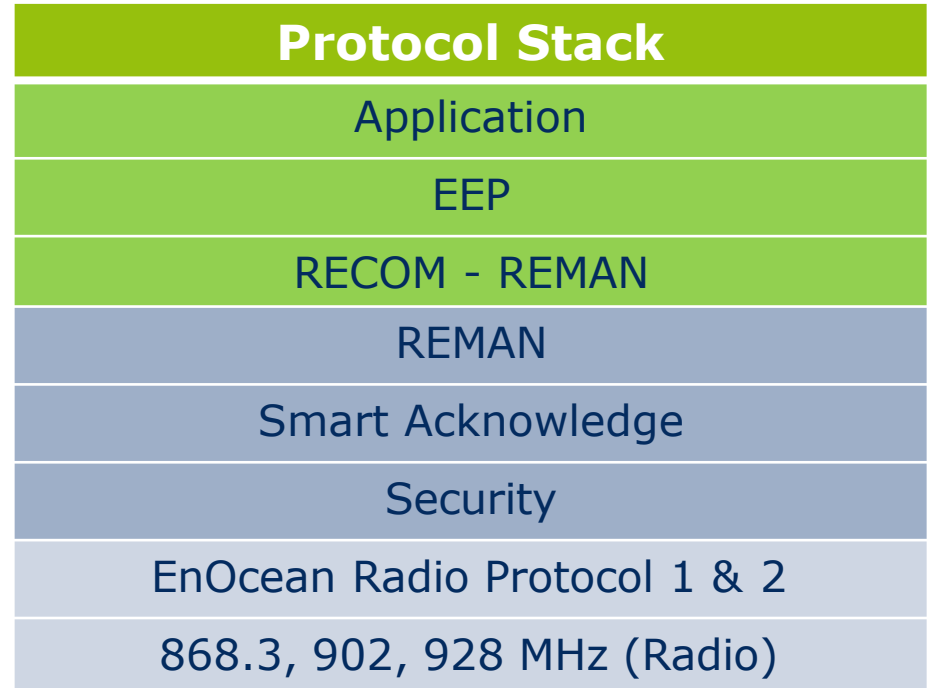 Protocol Stack
Application
EEP
RECOM - REMAN
REMAN
Smart Acknowledge
Security
EnOcean Radio Protocol 1 & 2
868.3, 902, 928 MHz (Radio)